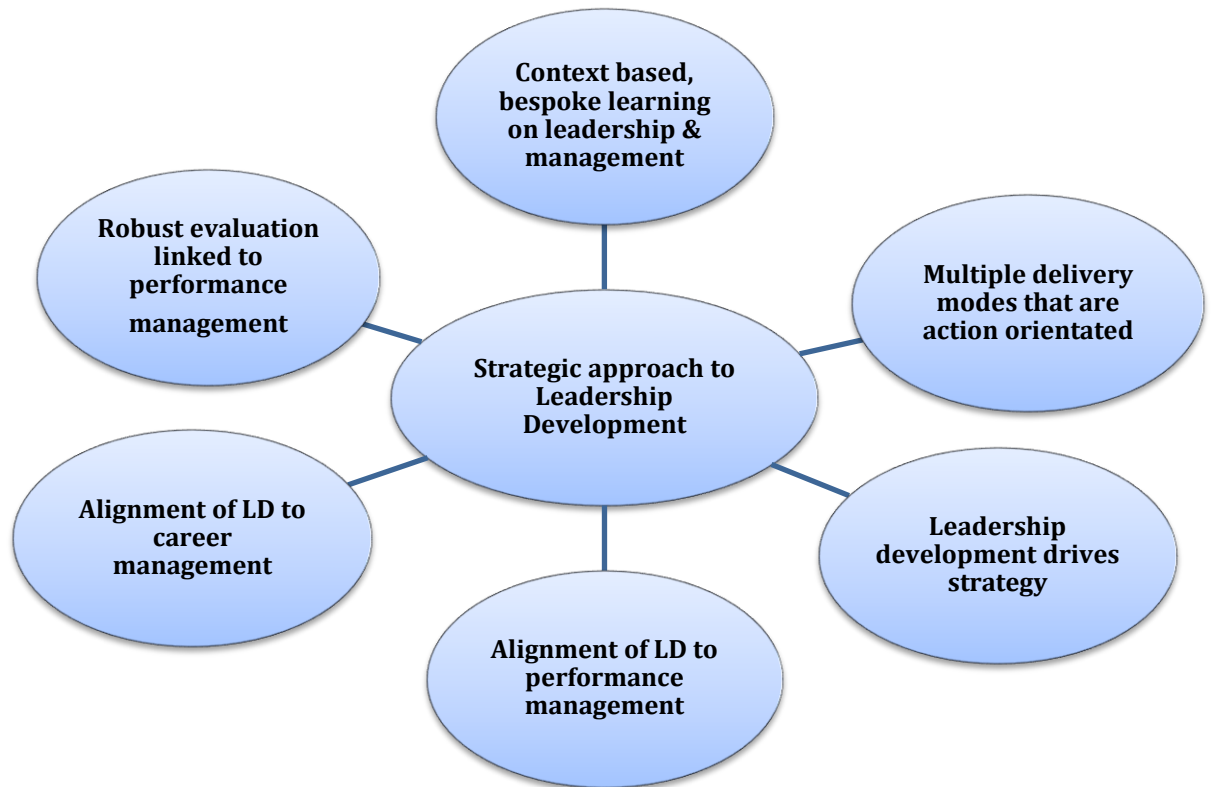 Context based,
bespoke learning
on leadership &
management
Robust evaluation
linked to
performance
management
Multiple delivery
modes that are
action orientated
Strategic approach to
Leadership
Development
Alignment of LD to
career
management
Leadership
development drives
strategy
Alignment of LD to
performance
management